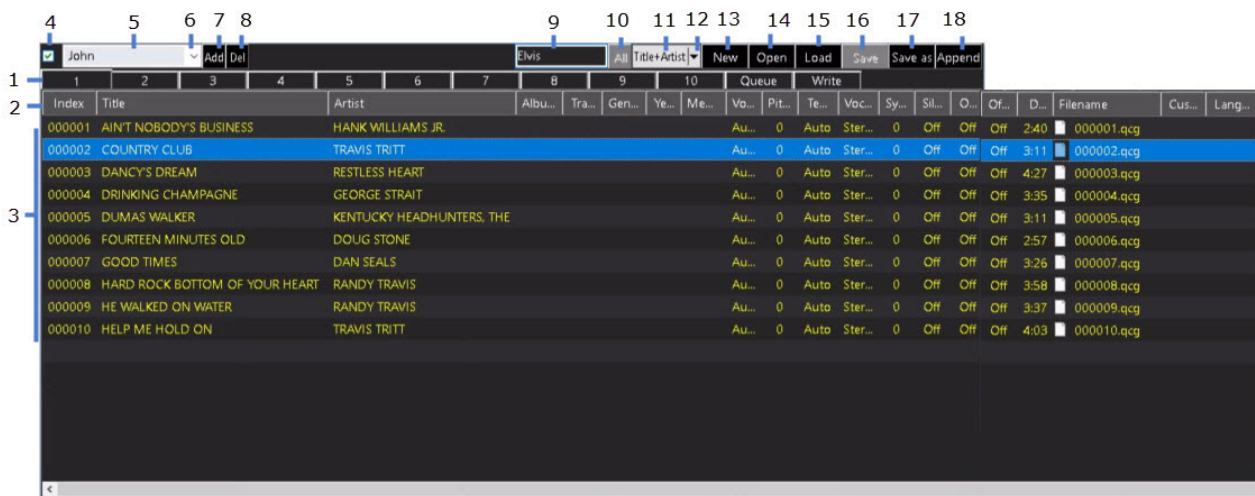 4 5 6 7 8 9 10 11 12 13 14 15 16 17 18
John Add Del Elvis All Title+Artist New Open Load Save Save as Append
1 1 2 3 4 5 6 7 8 9 10 Queue Write
2 Index Title Artist Albu... Tra... Gen... Ye... Me... Vo... Pit... Te... Voc... Sy... Sil... O... Of... D... Filename Cus... Lang...
000001 AIN'T NOBODY'S BUSINESS HANK WILLIAMS JR. Au... 0 Auto Ster... 0 Off Off Off 2:40 000001.qcg
000002 COUNTRY CLUB TRAVIS TRITT Au... 0 Auto Ster... 0 Off Off Off 3:11 000002.qcg
000003 DANCY'S DREAM RESTLESS HEART Au... 0 Auto Ster... 0 Off Off Off 4:27 000003.qcg
000004 DRINKING CHAMPAGNE GEORGE STRAIT Au... 0 Auto Ster... 0 Off Off Off 3:35 000004.qcg
3 000005 DUMAS WALKER KENTUCKY HEADHUNTERS, THE Au... 0 Auto Ster... 0 Off Off Off 3:11 000005.qcg
000006 FOURTEEN MINUTES OLD DOUG STONE Au... 0 Auto Ster... 0 Off Off Off 2:57 000006.qcg
000007 GOOD TIMES DAN SEALS Au... 0 Auto Ster... 0 Off Off Off 3:26 000007.qcg
000008 HARD ROCK BOTTOM OF YOUR HEART RANDY TRAVIS Au... 0 Auto Ster... 0 Off Off Off 3:58 000008.qcg
000009 HE WALKED ON WATER RANDY TRAVIS Au... 0 Auto Ster... 0 Off Off Off 3:37 000009.qcg
000010 HELP ME HOLD ON TRAVIS TRITT Au... 0 Auto Ster... 0 Off Off Off 4:03 000010.qcg